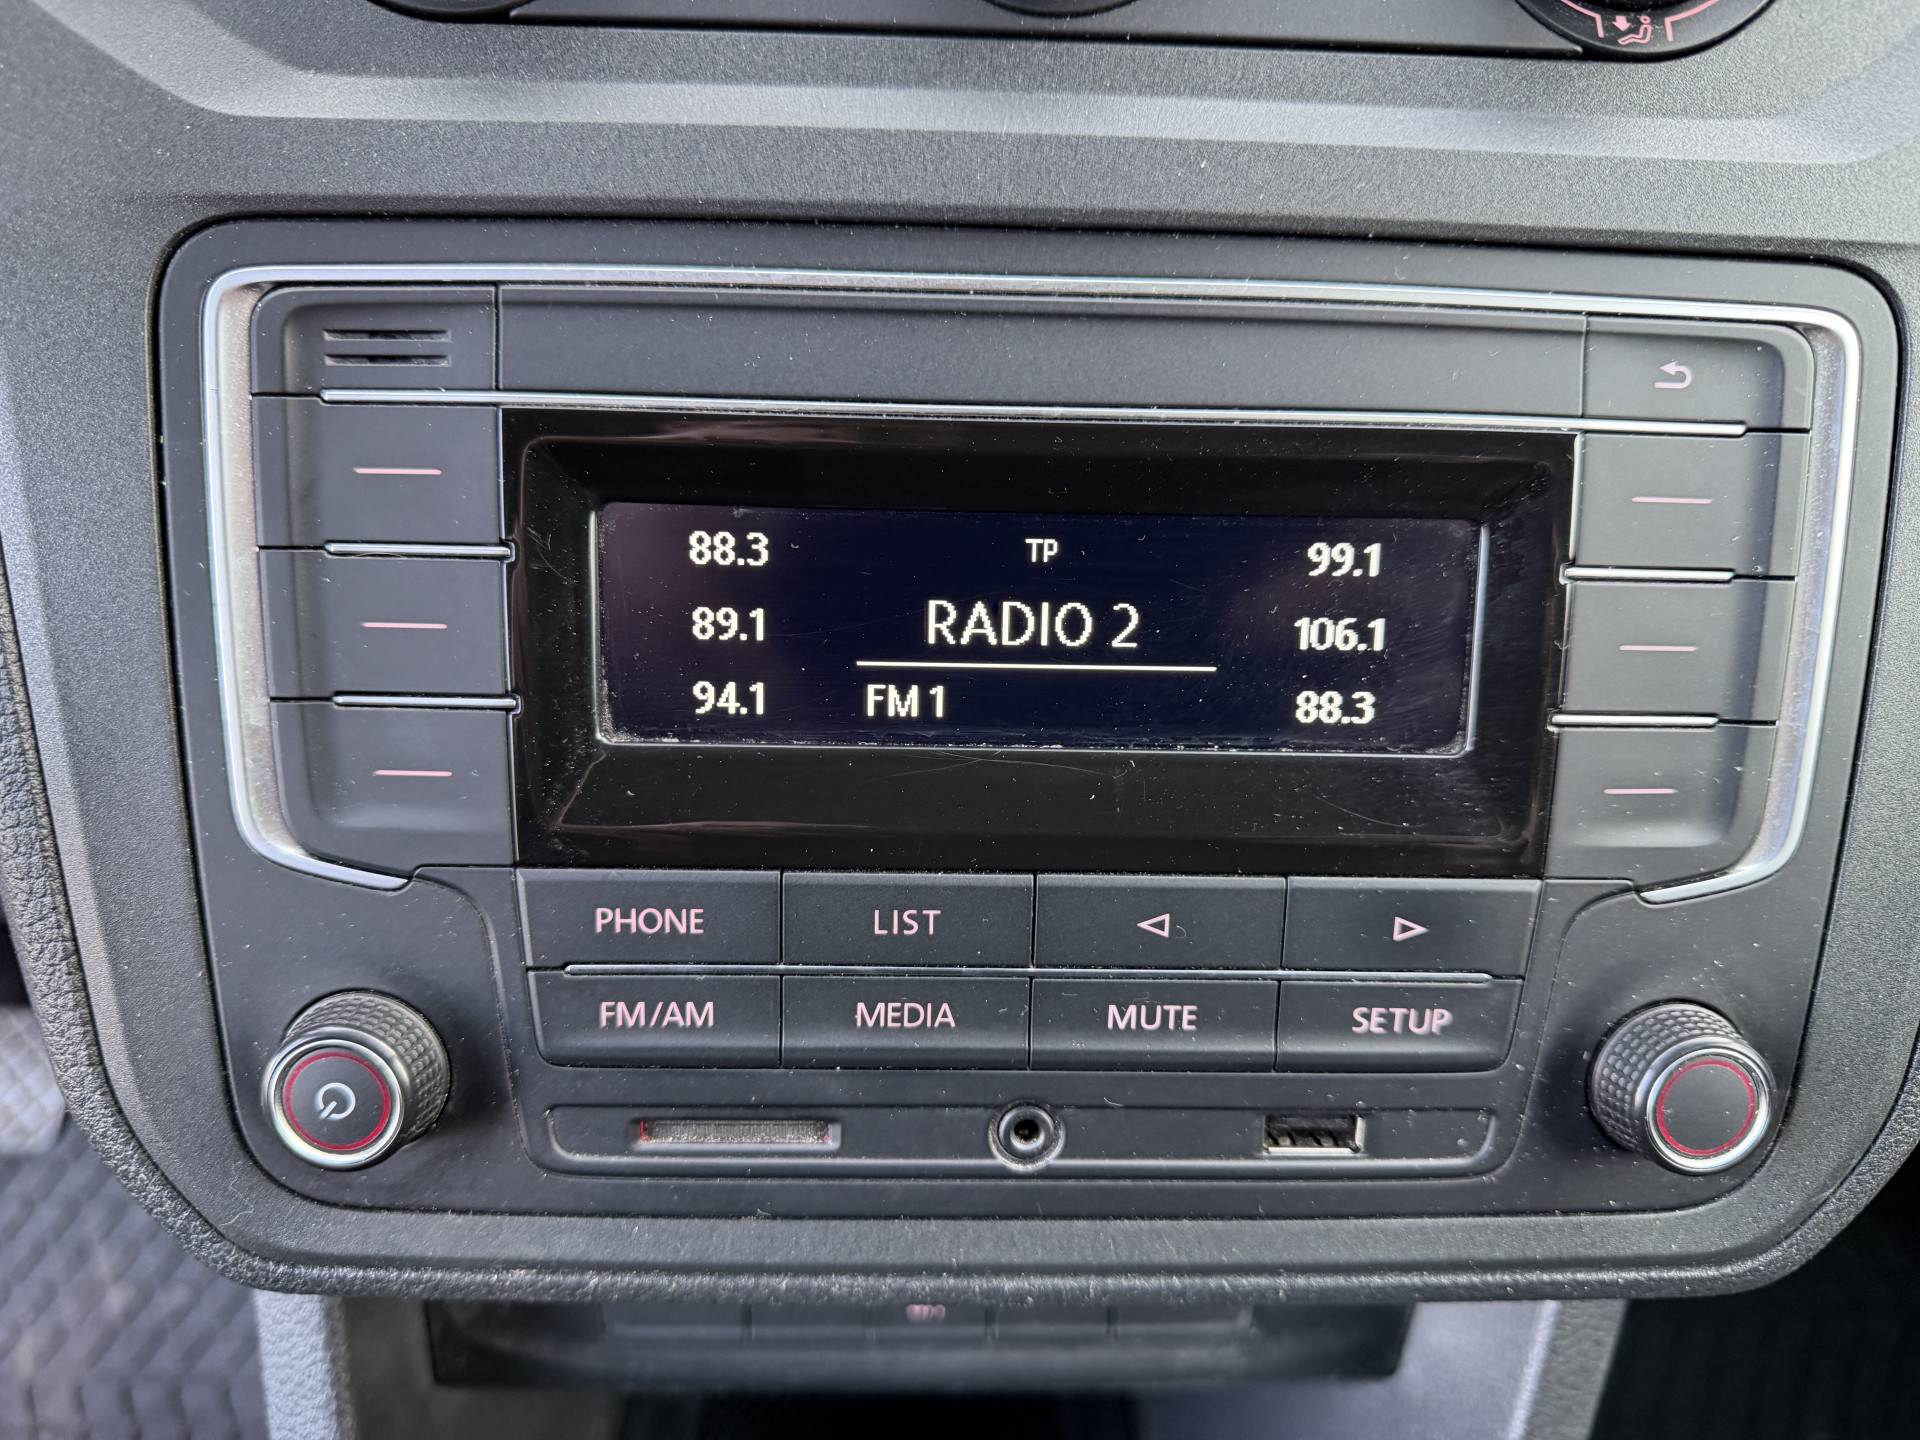 88.3 TP 99.1
89.1 RADIO 2 106.1
94.1 FM 1 88.3
PHONE LIST
FM/AM MEDIA MUTE SETUP